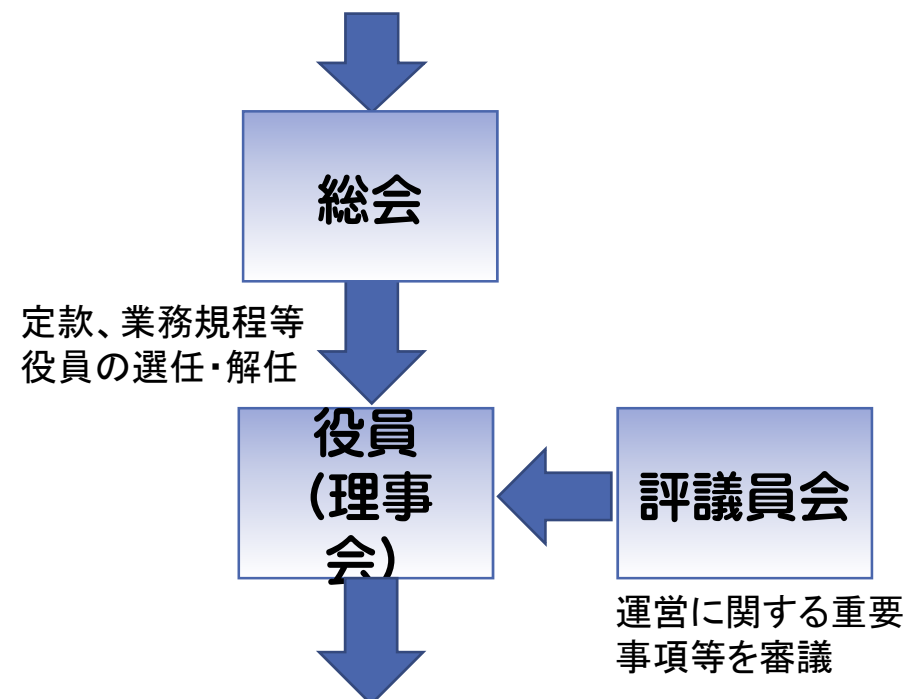 総会
定款、業務規程等
役員の選任・解任
役員
(理事
会)
評議員会
運営に関する重要
事項等を審議